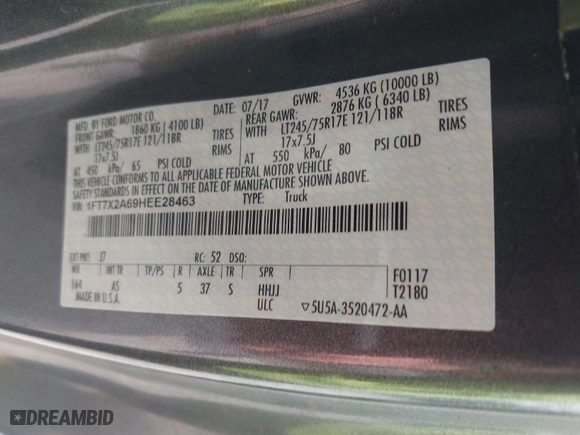 MFD. BY FORD MOTOR CO.
DATE: 07/17 GVWR: 4536 KG (10000 LB)
FRONT GAWR: 1860 KG (4100 LB)
REAR GAWR: 2876 KG (6340 LB)
WITH LT245/75R17E 121/118R TIRES
WITH LT245/75R17E 121/118R TIRES
17x7.5J RIMS
17x7.5J RIMS
AT 450 kPa/ 65 PSI COLD
AT 550 kPa/ 80 PSI COLD
THIS VEHICLE CONFORMS TO ALL APPLICABLE FEDERAL MOTOR VEHICLE
SAFETY STANDARDS IN EFFECT ON THE DATE OF MANUFACTURE SHOWN ABOVE.
VIN: 1FT7X2A69HEE28463
TYPE: Truck
EXT PNT: J7 RC: 52 DSO:
WB INT TR TP/PS R AXLE TR SPR
164 AS 5 37 S HHJJ
F0117
T2180
MADE IN U.S.A. ULC
▽5U5A-3520472-AA
DREAMBID